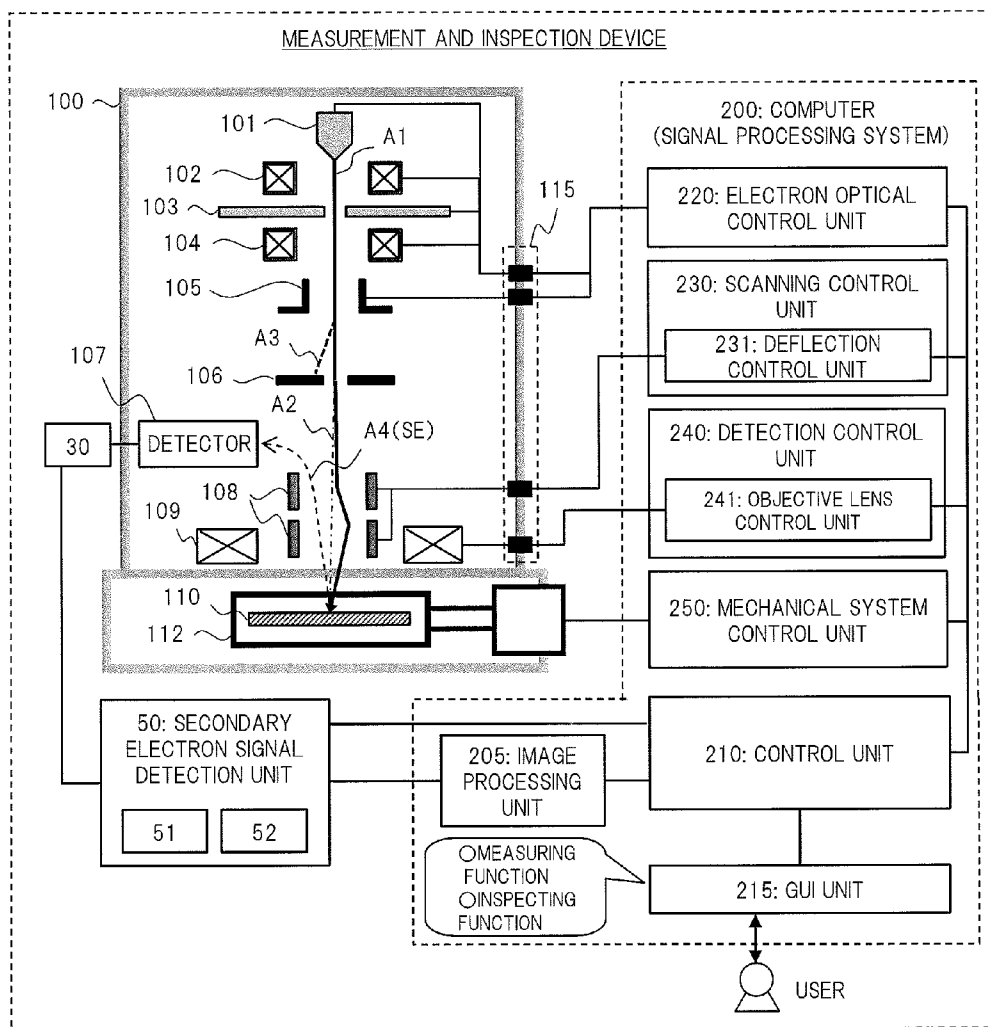 MEASUREMENT AND INSPECTION DEVICE
100
101
A1
102
103
104
105
115
A3
107
106
A2
A4(SE)
30
DETECTOR
108
109
110
112
200: COMPUTER
(SIGNAL PROCESSING SYSTEM)
220: ELECTRON OPTICAL
CONTROL UNIT
230: SCANNING CONTROL
UNIT
231: DEFLECTION
CONTROL UNIT
240: DETECTION CONTROL
UNIT
241: OBJECTIVE LENS
CONTROL UNIT
250: MECHANICAL SYSTEM
CONTROL UNIT
50: SECONDARY
ELECTRON SIGNAL
DETECTION UNIT
51
52
205: IMAGE
PROCESSING
UNIT
210: CONTROL UNIT
○MEASURING
FUNCTION
○INSPECTING
FUNCTION
215: GUI UNIT
USER